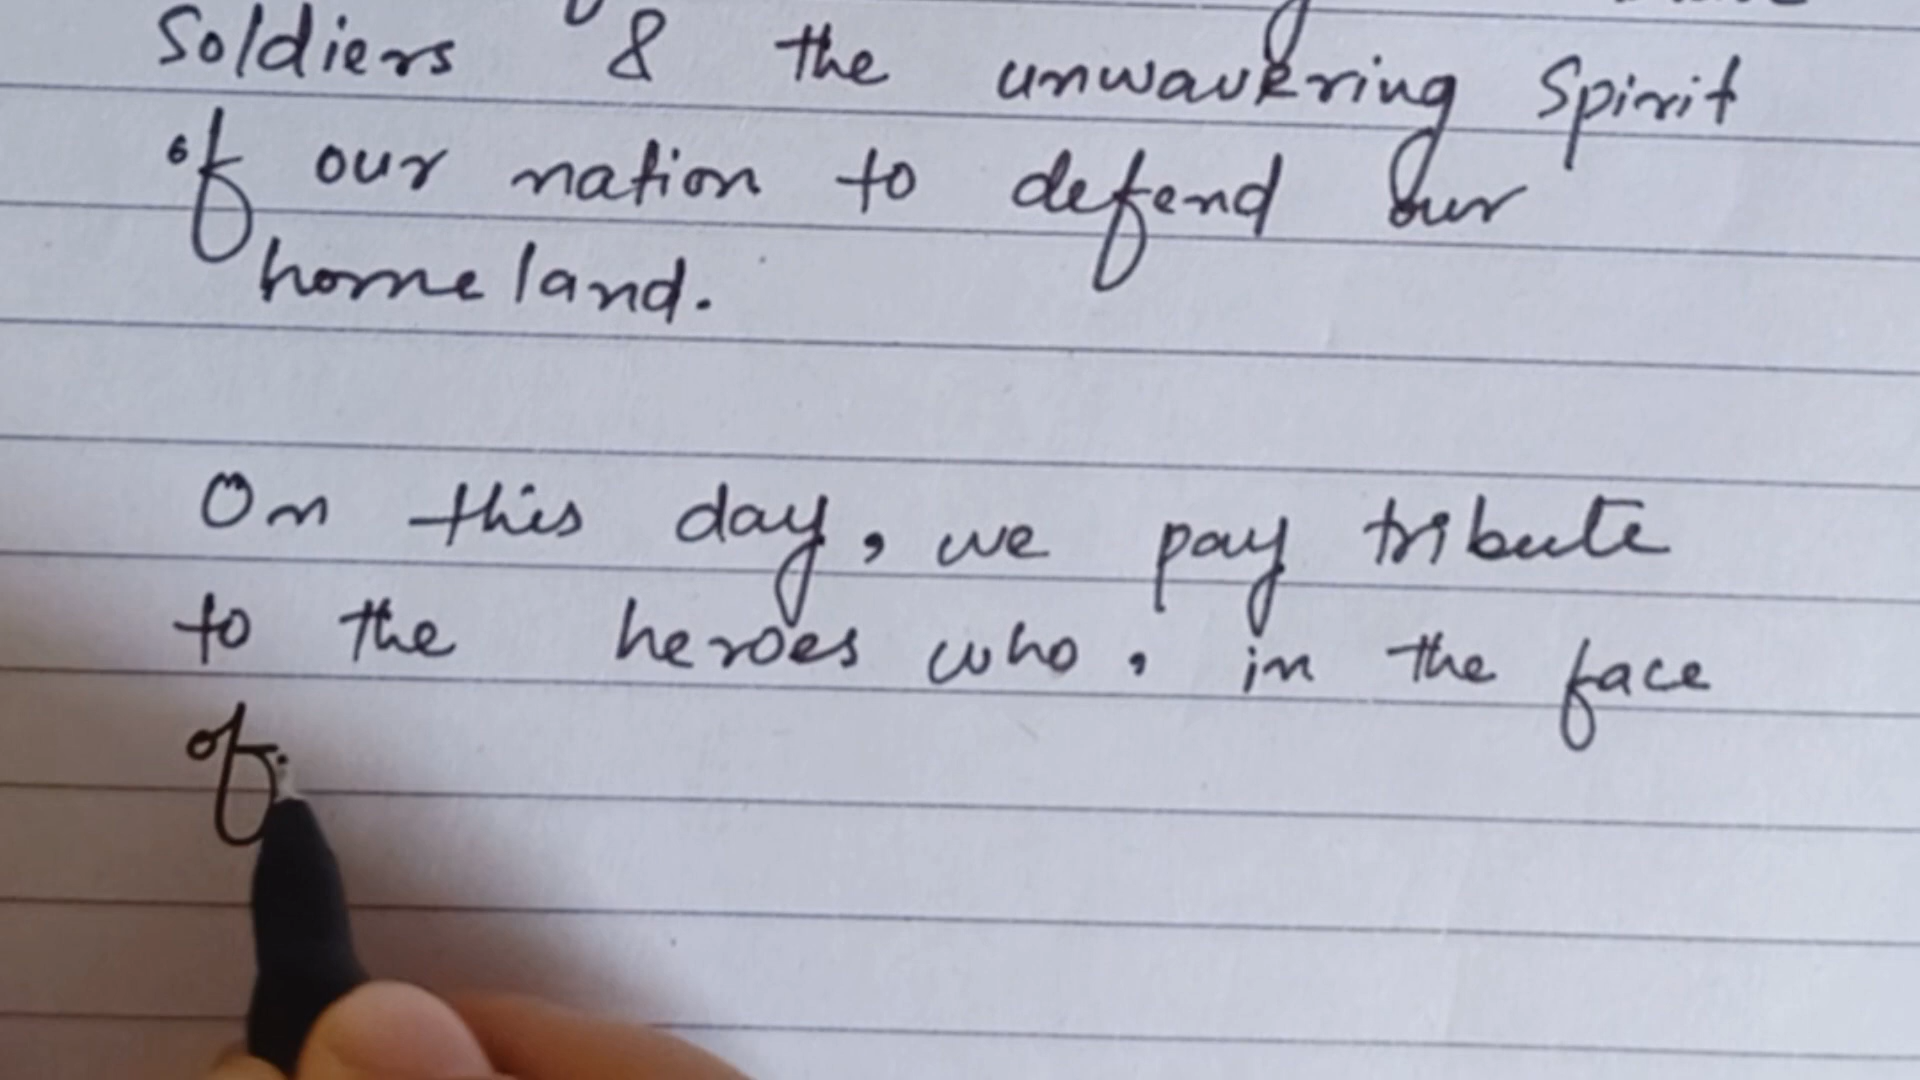 Soldiers & the unwavering Spirit
of our nation to defend our
homeland.
On this day, we pay tribute
to the heroes who, in the face
of